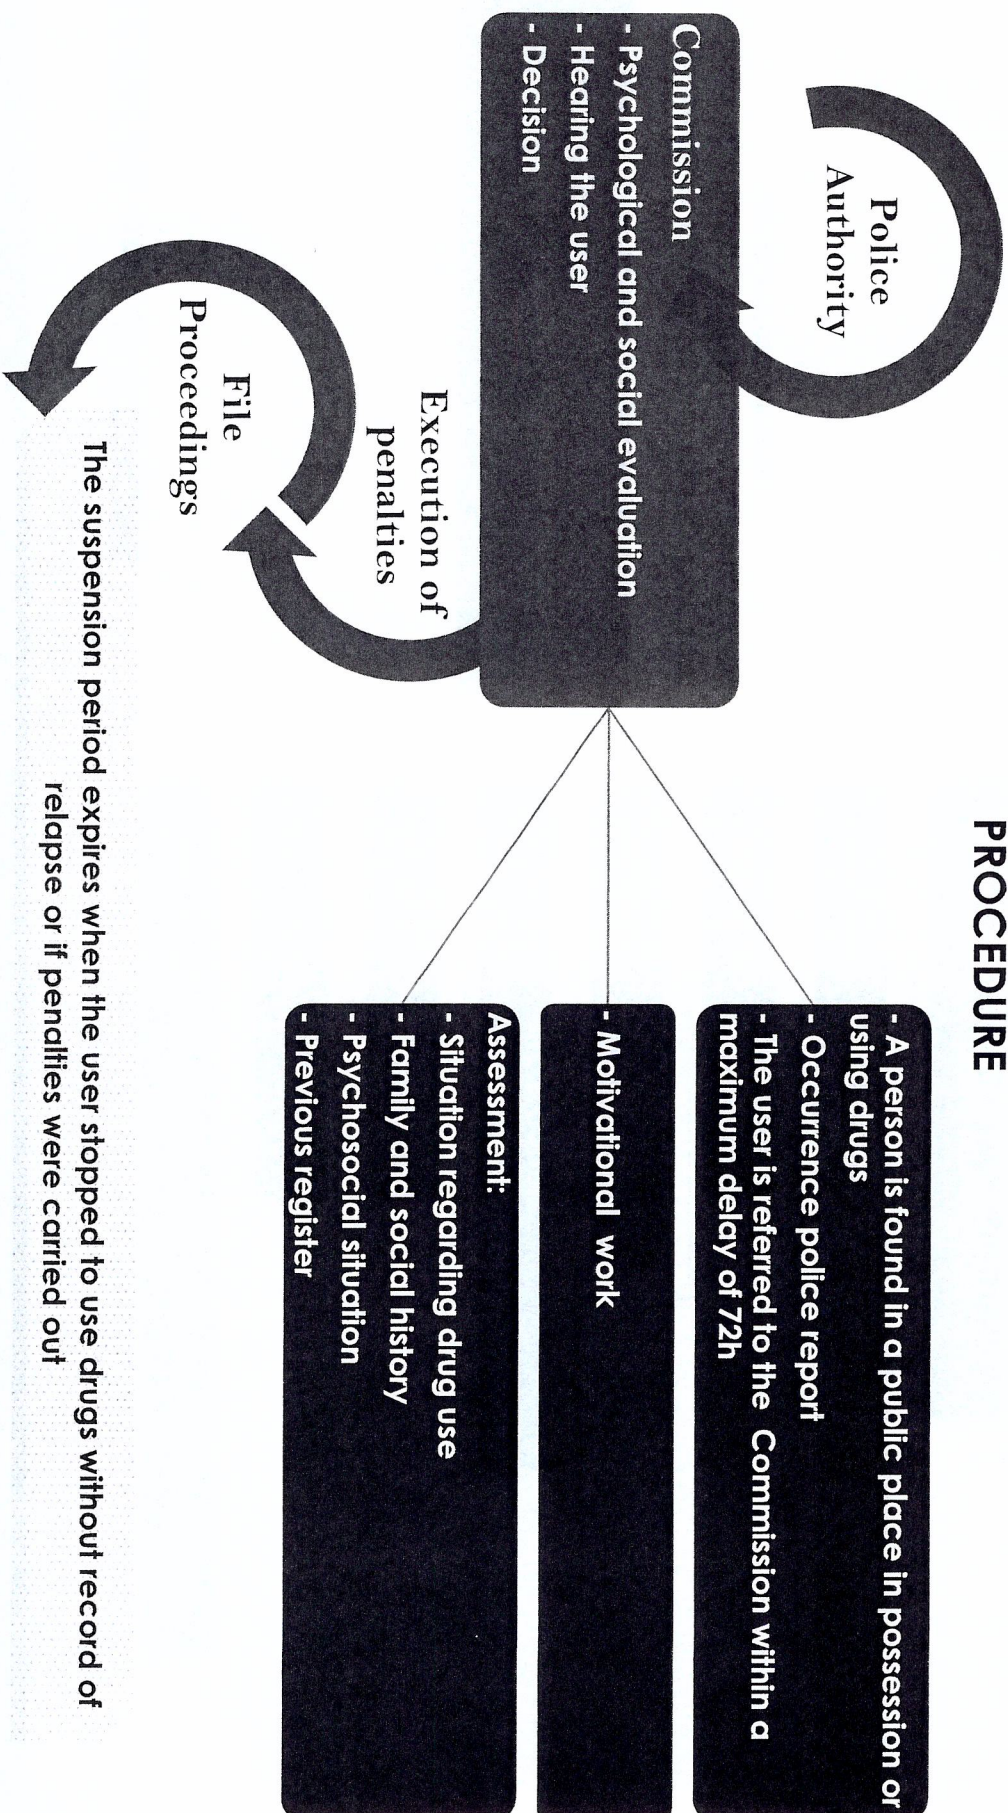 PROCEDURE
Police
Authority
Commission
- Psychological and social evaluation
- Hearing the user
- Decision
- A person is found in a public place in possession or
using drugs
- Occurrence police report
- The user is referred to the Commission within a
maximum delay of 72h
- Motivational work
Assessment:
- Situation regarding drug use
- Family and social history
- Psychosocial situation
- Previous register
Execution of
penalties
File
Proceedings
The suspension period expires when the user stopped to use drugs without record of
relapse or if penalties were carried out